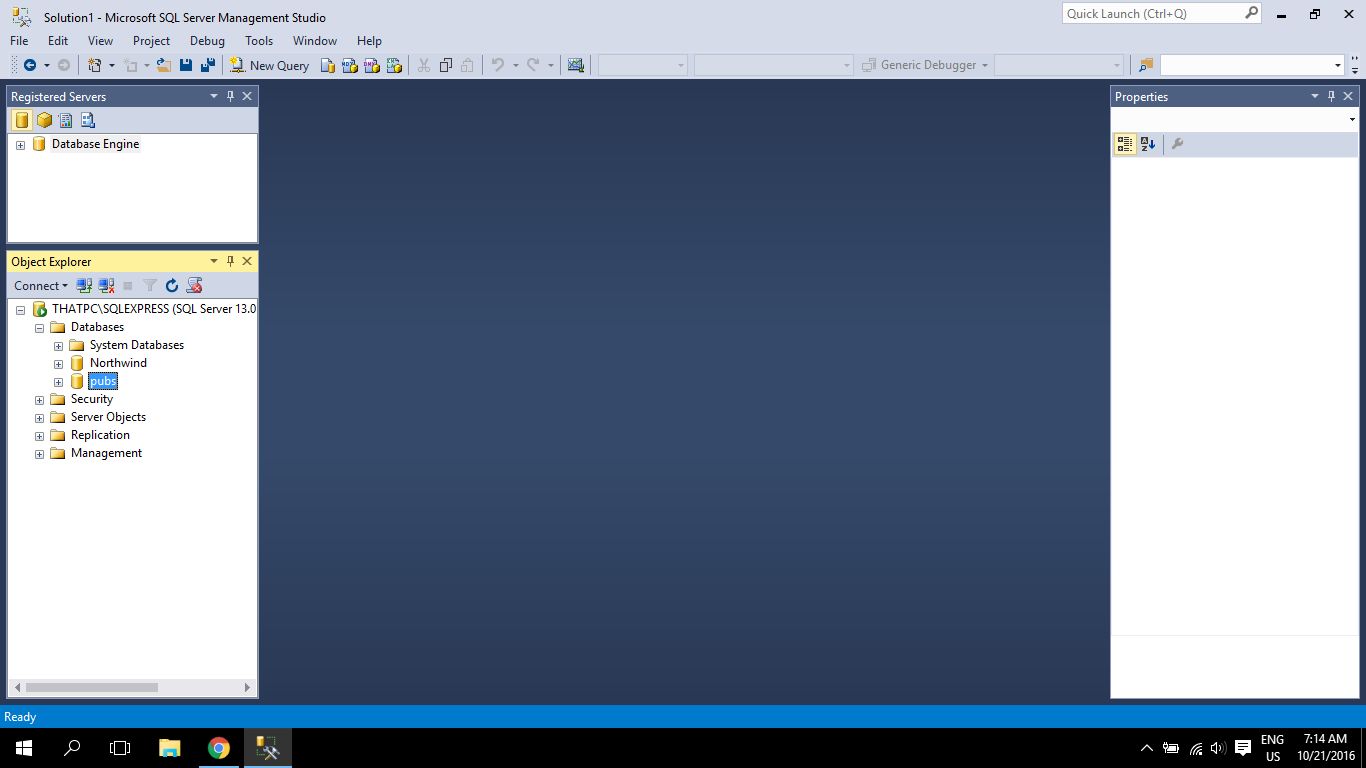 Solution1 - Microsoft SQL Server Management Studio
Quick Launch (Ctrl+Q)
File Edit View Project Debug Tools Window Help
New Query
Generic Debugger
Registered Servers
Database Engine
Object Explorer
Connect
THATPC\SQLEXPRESS (SQL Server 13.0
Databases
System Databases
Northwind
pubs
Security
Server Objects
Replication
Management
Properties
Ready
ENG
US
7:14 AM
10/21/2016